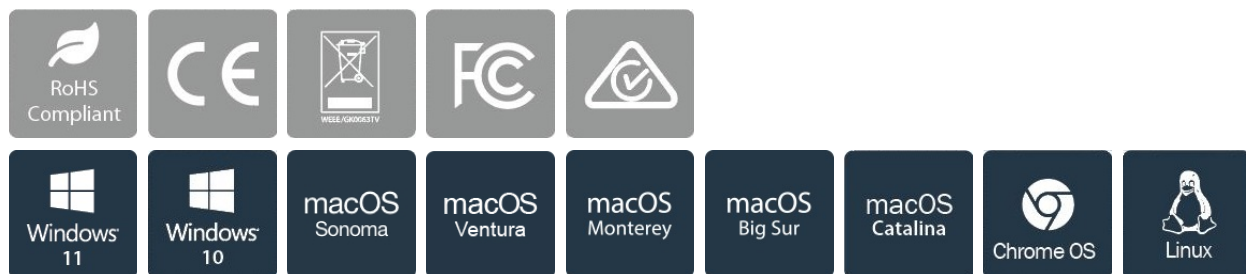 RoHS
Compliant
CE
WEEE/GK0063TV
FC
Windows
11
Windows
10
macOS
Sonoma
macOS
Ventura
macOS
Monterey
macOS
Big Sur
macOS
Catalina
Chrome OS
Linux